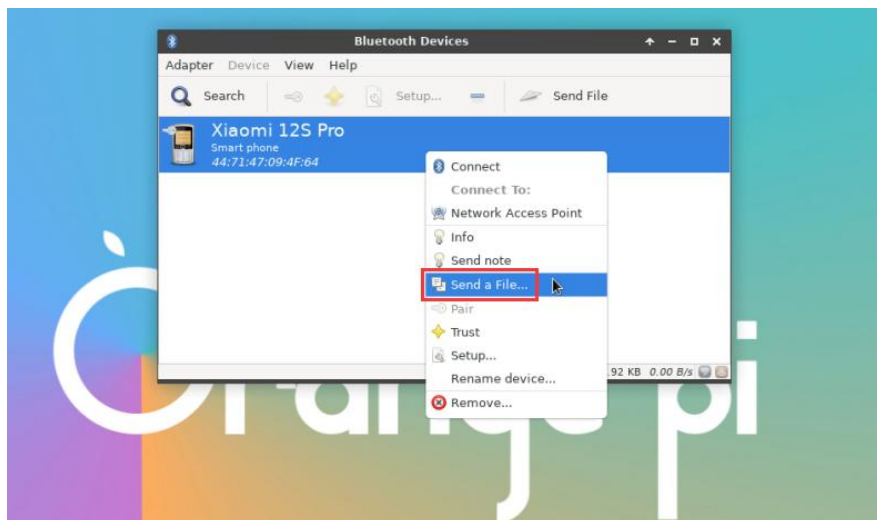 Bluetooth Devices
Adapter Device View Help
Search Setup... Send File
Xiaomi 12S Pro
Smart phone
44:71:47:09:4F:64
Connect
Connect To:
Network Access Point
Info
Send note
Send a File...
Pair
Trust
Setup...
.92 KB 0.00 B/s
Rename device...
Remove...
Orange pi